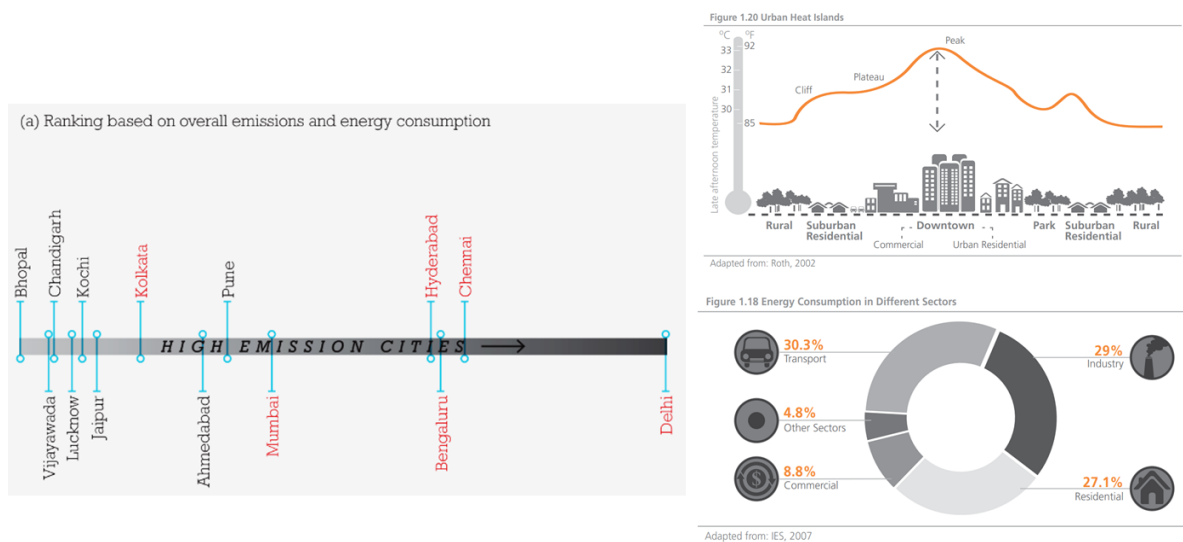 (a) Ranking based on overall emissions and energy consumption
Bhopal
Chandigarh
Kochi
Kolkata
Pune
Hyderabad
Chennai
HIGH EMISSION CITIES
Vijayawada
Lucknow
Jaipur
Ahmedabad
Mumbai
Bengaluru
Delhi
Figure 1.20 Urban Heat Islands
°C °F
33 92
32
31
30
85
Late afternoon temperature
Cliff
Plateau
Peak
Rural
Suburban
Residential
Commercial
Downtown
Urban Residential
Park
Suburban
Residential
Rural
Adapted from: Roth, 2002
Figure 1.18 Energy Consumption in Different Sectors
30.3%
Transport
4.8%
Other Sectors
8.8%
Commercial
$
29%
Industry
27.1%
Residential
Adapted from: IES, 2007